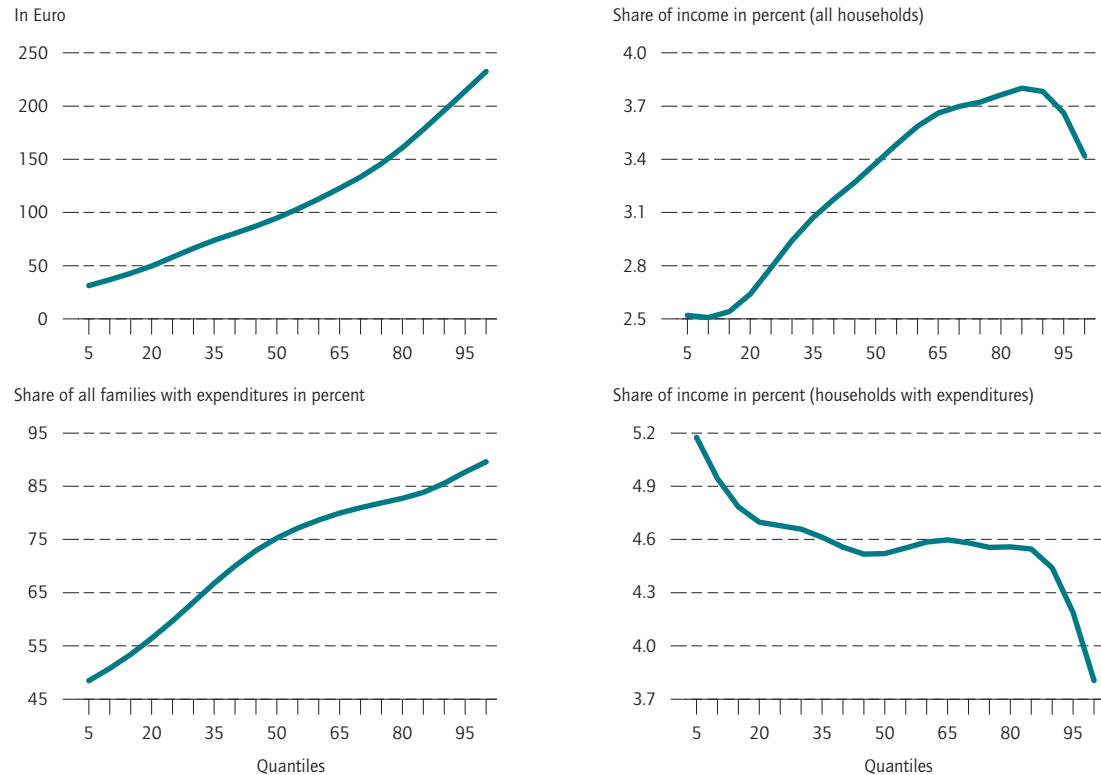 In Euro
250
200
150
100
50
0
5 20 35 50 65 80 95
Share of income in percent (all households)
4.0
3.7
3.4
3.1
2.8
2.5
5 20 35 50 65 80 95
Share of all families with expenditures in percent
95
85
75
65
55
45
5 20 35 50 65 80 95
Quantiles
Share of income in percent (households with expenditures)
5.2
4.9
4.6
4.3
4.0
3.7
5 20 35 50 65 80 95
Quantiles